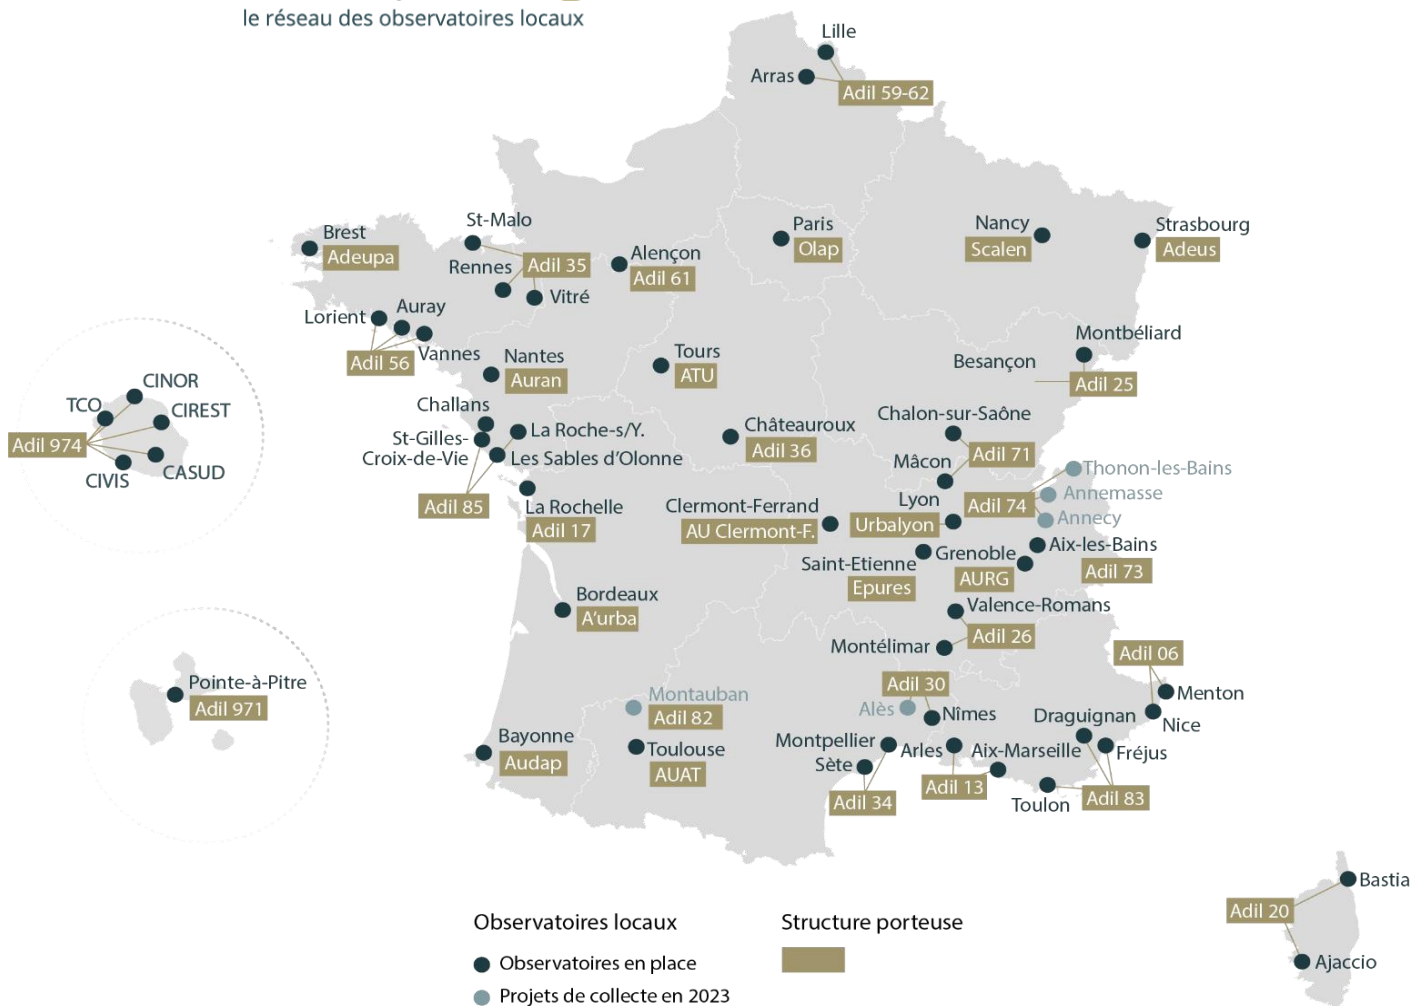 le réseau des observatoires locaux
Lille
Arras
Adil 59-62
St-Malo
Brest
Adeupa
Rennes
Adil 35
Vitré
Alençon
Adil 61
Paris
Olap
Nancy
Scalen
Strasbourg
Adeus
Lorient
Auray
Vannes
Adil 56
Nantes
Auran
Tours
ATU
Montbéliard
Besançon
Adil 25
CINOR
TCO
CIREST
Adil 974
CIVIS
CASUD
Challans
St-Gilles-
Croix-de-Vie
La Roche-s/Y.
Les Sables d'Olonne
Adil 85
La Rochelle
Adil 17
Châteauroux
Adil 36
Chalon-sur-Saône
Adil 71
Mâcon
Thonon-les-Bains
Annemasse
Adil 74
Annecy
Clermont-Ferrand
AU Clermont-F.
Lyon
Urbalyon
Aix-les-Bains
Adil 73
Saint-Etienne
Epures
Grenoble
AURG
Bordeaux
A'urba
Valence-Romans
Adil 26
Montélimar
Pointe-à-Pitre
Adil 971
Adil 06
Menton
Nice
Montauban
Adil 82
Adil 30
Alès
Nîmes
Draguignan
Fréjus
Bayonne
Audap
Toulouse
AUAT
Montpellier
Sète
Adil 34
Arles
Aix-Marseille
Adil 13
Toulon
Adil 83
Bastia
Adil 20
Ajaccio
Observatoires locaux
Structure porteuse
Observatoires en place
Projets de collecte en 2023